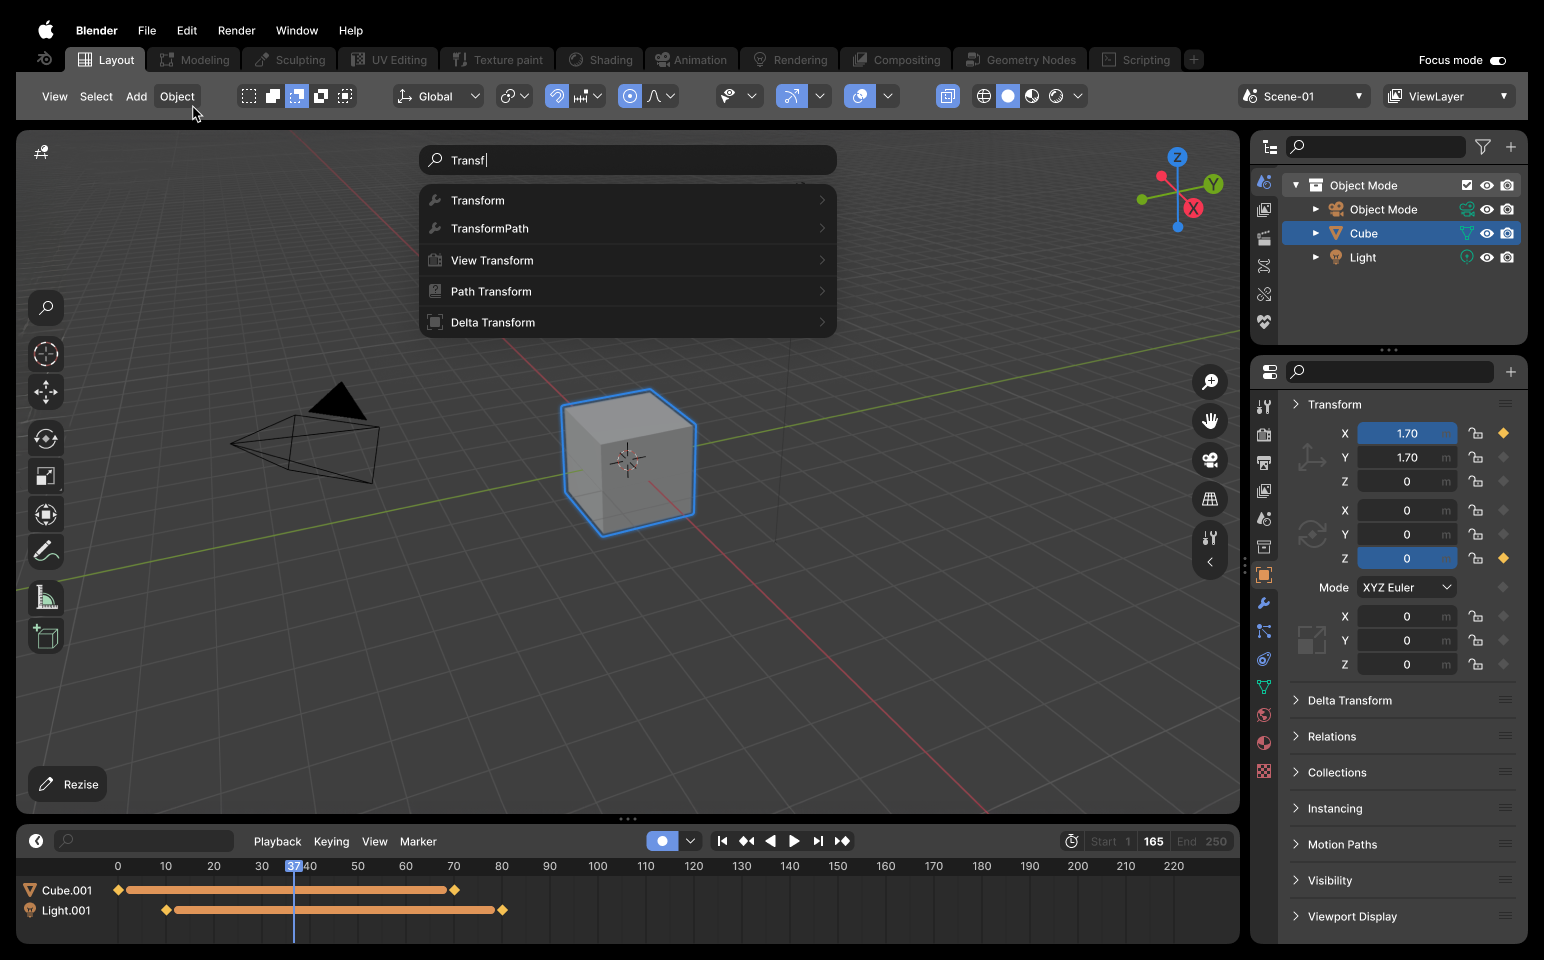 Blender File Edit Render Window Help
Layout Modeling Sculpting UV Editing Texture paint Shading Animation Rendering Compositing Geometry Nodes Scripting + Focus mode
View Select Add Object Global Scene-01 ViewLayer
Transf
Transform
TransformPath
View Transform
Path Transform
Delta Transform
Z
Y
X
Rezise
Object Mode
Object Mode
Cube
Light
Transform
X 1.70 m
Y 1.70
Z 0
X 0 m
Y 0 m
Z 0 m
Mode XYZ Euler
X 0 m
Y 0 m
Z 0 m
Delta Transform
Relations
Collections
Instancing
Motion Paths
Visibility
Viewport Display
Playback Keying View Marker Start 1 165 End 250
0 10 20 30 37 40 50 60 70 80 90 100 110 120 130 140 150 160 170 180 190 200 210 220
Cube.001
Light.001